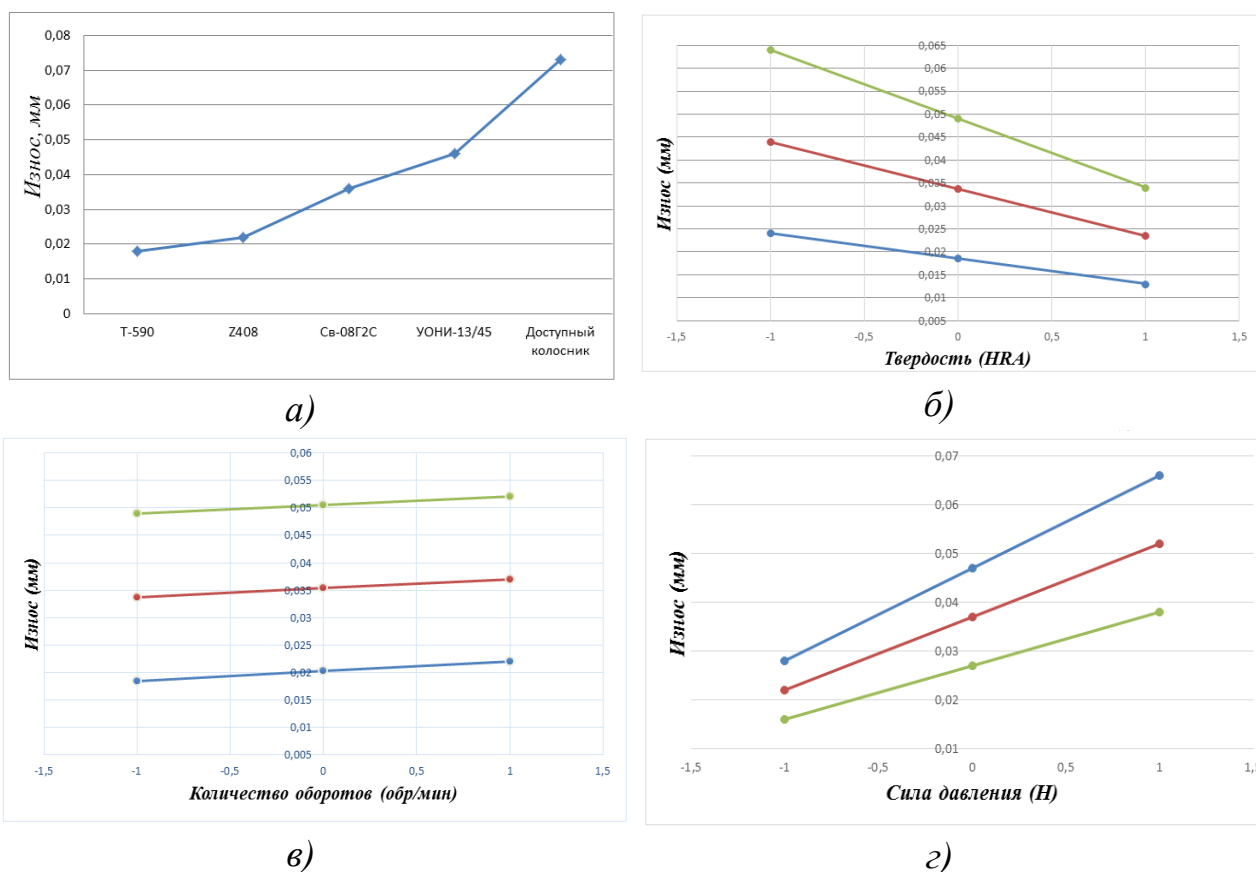 0,08
0,07
0,06
0,05
0,04
0,03
0,02
0,01
0
Износ, мм
Т-590 Z408 Св-08Г2С УОНИ-13/45 Доступный
колосник
а)
0,065
0,06
0,055
0,05
0,045
0,04
0,035
0,03
0,025
0,02
0,015
0,01
0,005
Износ (мм)
-1,5 -1 -0,5 0 0,5 1 1,5
Твердость (HRA)
б)
0,06
0,055
0,05
0,045
0,04
0,035
0,03
0,025
0,02
0,015
0,01
0,005
Износ (мм)
-1,5 -1 -0,5 0 0,5 1 1,5
Количество оборотов (обр/мин)
в)
0,07
0,06
0,05
0,04
0,03
0,02
0,01
Износ (мм)
-1,5 -1 -0,5 0 0,5 1 1,5
Сила давления (Н)
г)